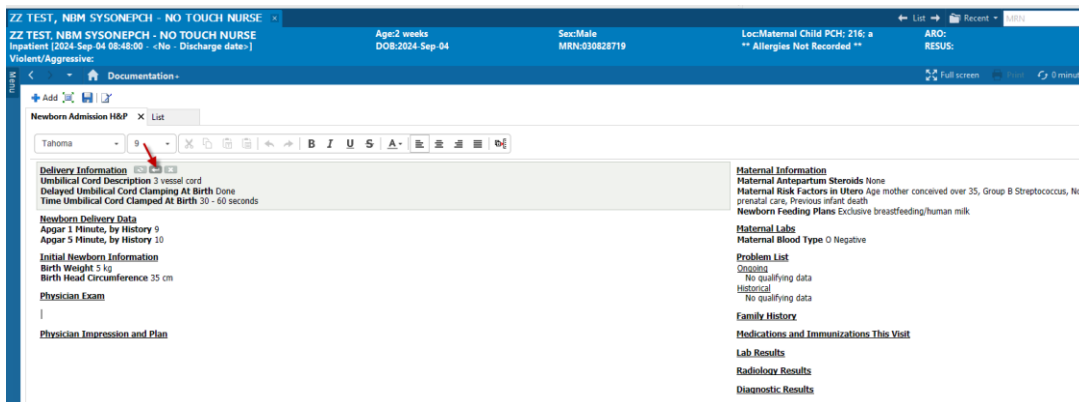 ZZ TEST, NBM SYSONEPCH - NO TOUCH NURSE ×
List Recent MRN
ZZ TEST, NBM SYSONEPCH - NO TOUCH NURSE Age:2 weeks Sex:Male Loc:Maternal Child PCH; 216; a ARO:
Inpatient [2024-Sep-04 08:48:00 - <No - Discharge date>] DOB:2024-Sep-04 MRN:030828719 ** Allergies Not Recorded ** RESUS:
Violent/Aggressive:
Menu
Documentation+ Full screen Print 0 minut
Add
Newborn Admission H&P X List
Tahoma 9 B I U S A
Delivery Information
Umbilical Cord Description 3 vessel cord
Delayed Umbilical Cord Clamping At Birth Done
Time Umbilical Cord Clamped At Birth 30 - 60 seconds
Newborn Delivery Data
Apgar 1 Minute, by History 9
Apgar 5 Minute, by History 10
Initial Newborn Information
Birth Weight 5 kg
Birth Head Circumference 35 cm
Physician Exam
Physician Impression and Plan
Maternal Information
Maternal Antepartum Steroids None
Maternal Risk Factors in Utero Age mother conceived over 35, Group B Streptococcus, No
prenatal care, Previous infant death
Newborn Feeding Plans Exclusive breastfeeding/human milk
Maternal Labs
Maternal Blood Type O Negative
Problem List
Ongoing
No qualifying data
Historical
No qualifying data
Family History
Medications and Immunizations This Visit
Lab Results
Radiology Results
Diagnostic Results